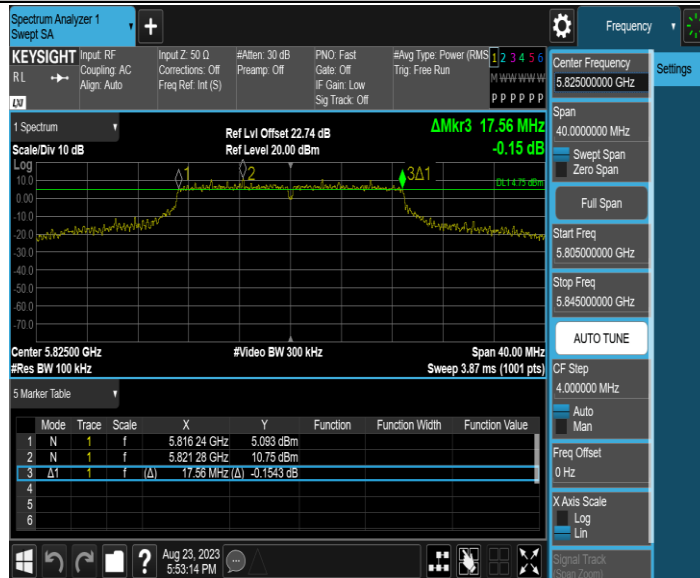 Spectrum Analyzer 1
Swept SA
Frequency
KEYSIGHT
RL
LXI
Input: RF
Coupling: AC
Align: Auto
Input Z: 50 Ω
Corrections: Off
Freq Ref: Int (S)
#Atten: 30 dB
Preamp: Off
PNO: Fast
Gate: Off
IF Gain: Low
Sig Track: Off
#Avg Type: Power (RMS
Trig: Free Run
1 2 3 4 5 6
M W W W W W
P P P P P P
Settings
1 Spectrum
Scale/Div 10 dB
Ref Lvl Offset 22.74 dB
Ref Level 20.00 dBm
ΔMkr3 17.56 MHz
-0.15 dB
Log
10.0
0.00
-10.0
-20.0
-30.0
-40.0
-50.0
-60.0
-70.0
1
2
3Δ1
DL1 4.75 dBm
Center 5.82500 GHz
#Video BW 300 kHz
Span 40.00 MHz
#Res BW 100 kHz
Sweep 3.87 ms (1001 pts)
5 Marker Table
Mode Trace Scale X Y Function Function Width Function Value
1 N 1 f 5.816 24 GHz 5.093 dBm
2 N 1 f 5.821 28 GHz 10.75 dBm
3 Δ1 1 f (Δ) 17.56 MHz (Δ) -0.1543 dB
4
5
6
Aug 23, 2023
5:53:14 PM
Center Frequency
5.825000000 GHz
Span
40.0000000 MHz
Swept Span
Zero Span
Full Span
Start Freq
5.805000000 GHz
Stop Freq
5.845000000 GHz
AUTO TUNE
CF Step
4.000000 MHz
Auto
Man
Freq Offset
0 Hz
X Axis Scale
Log
Lin
Signal Track
(Span Zoom)